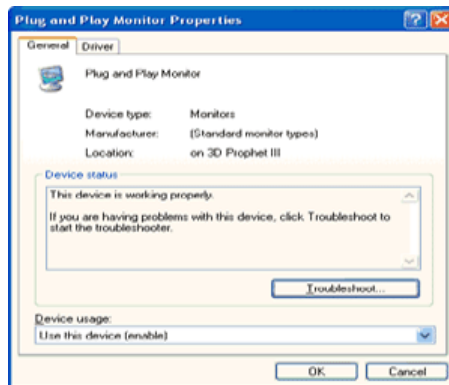 Plug and Play Monitor Properties
General Driver
Plug and Play Monitor
Device type: Monitors
Manufacturer: (Standard monitor types)
Location: on 3D Prophet III
Device status
This device is working properly.
If you are having problems with this device, click Troubleshoot to
start the troubleshooter.
Troubleshoot...
Device usage:
Use this device (enable)
OK Cancel